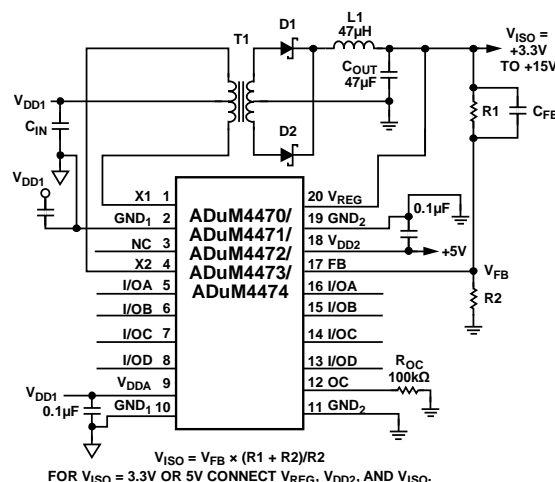 T1
D1
L1
47µH
VISO =
+3.3V
TO +15V
COUT
47µF
R1
CFB
VDD1
CIN
D2
VDD1
X1 1
20 VREG
GND1 2
19 GND2
0.1µF
NC 3
18 VDD2
+5V
X2 4
17 FB
VFB
ADuM4470/
ADuM4471/
ADuM4472/
ADuM4473/
ADuM4474
I/OA 5
16 I/OA
R2
I/OB 6
15 I/OB
I/OC 7
14 I/OC
I/OD 8
13 I/OD
ROC
100kΩ
VDD1
VDDA 9
12 OC
0.1µF
GND1 10
11 GND2
VISO = VFB × (R1 + R2)/R2
FOR VISO = 3.3V OR 5V CONNECT VREG, VDD2, AND VISO.